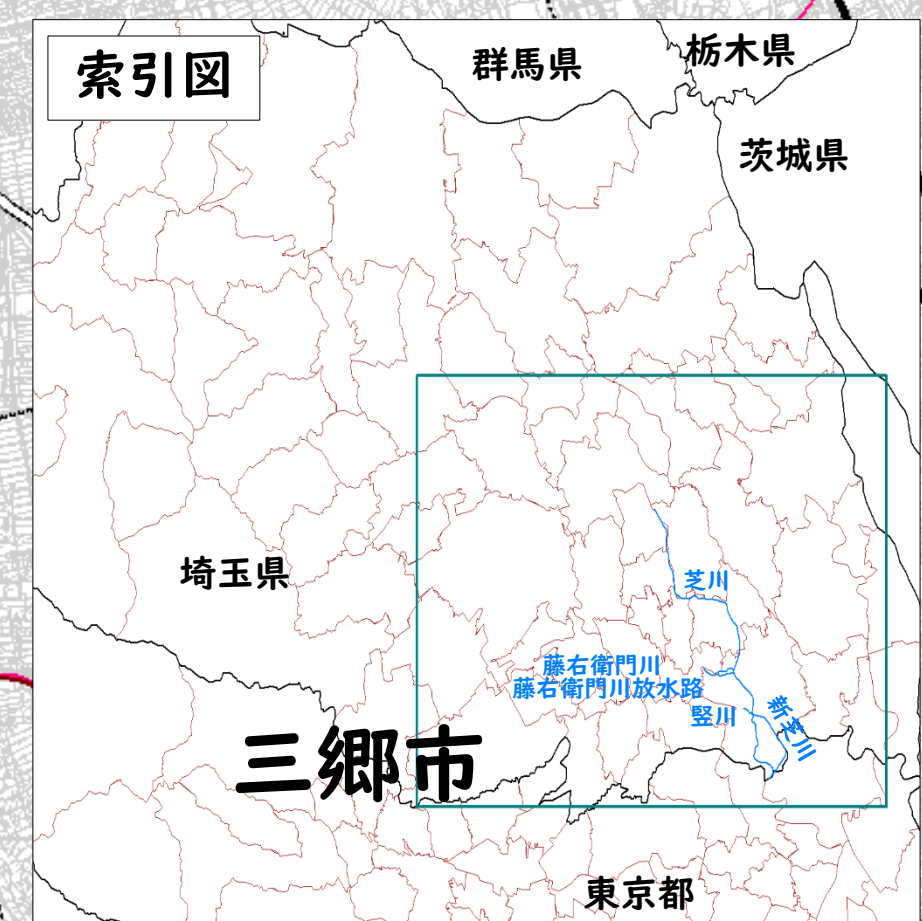 索引図
群馬県
栃木県
茨城県
埼玉県
芝川
藤右衛門川
藤右衛門川放水路
竪川
新芝川
三郷市
東京都